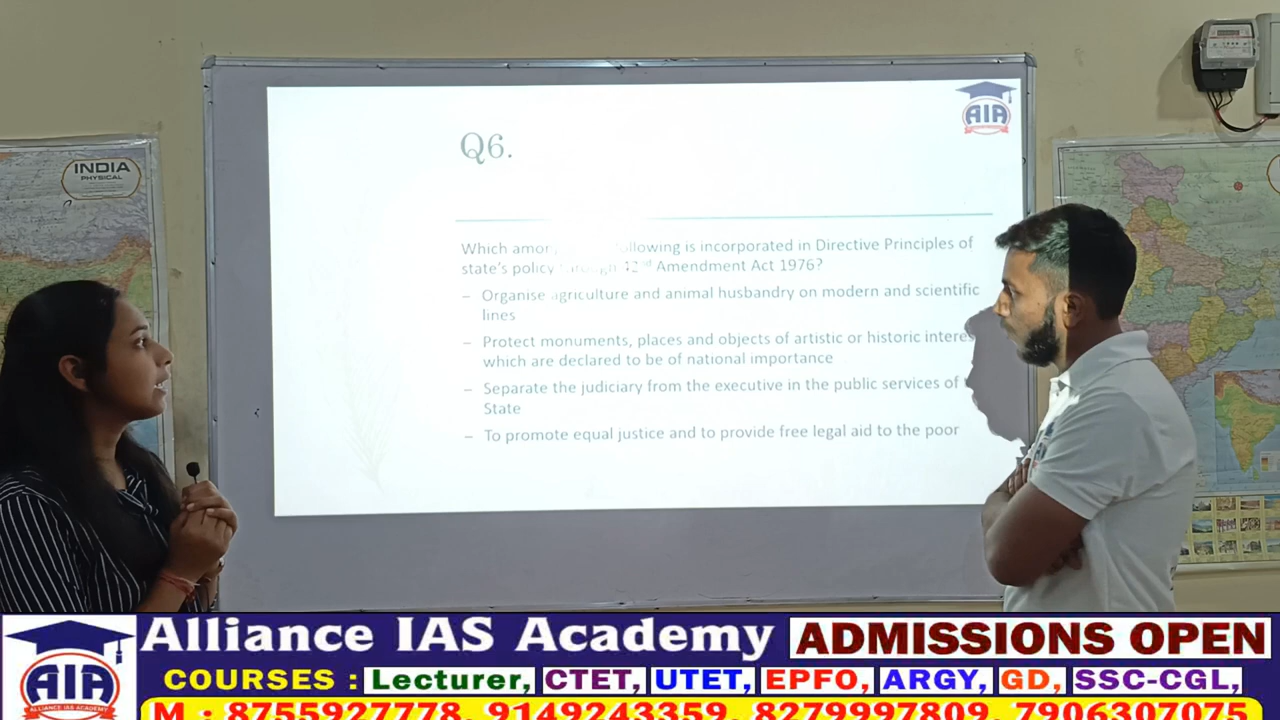 INDIA
PHYSICAL
AIA
Q6.
Which among following is incorporated in Directive Principles of
state's policy through 42nd Amendment Act 1976?
– Organise agriculture and animal husbandry on modern and scientific
lines
– Protect monuments, places and objects of artistic or historic interes
which are declared to be of national importance
– Separate the judiciary from the executive in the public services of
State
– To promote equal justice and to provide free legal aid to the poor
AIA
ALLIANCE IAS ACADEMY
Alliance IAS Academy ADMISSIONS OPEN
COURSES : Lecturer, CTET, UTET, EPFO, ARGY, GD, SSC-CGL,
M : 8755927778, 9149243359, 8279997809, 7906307075